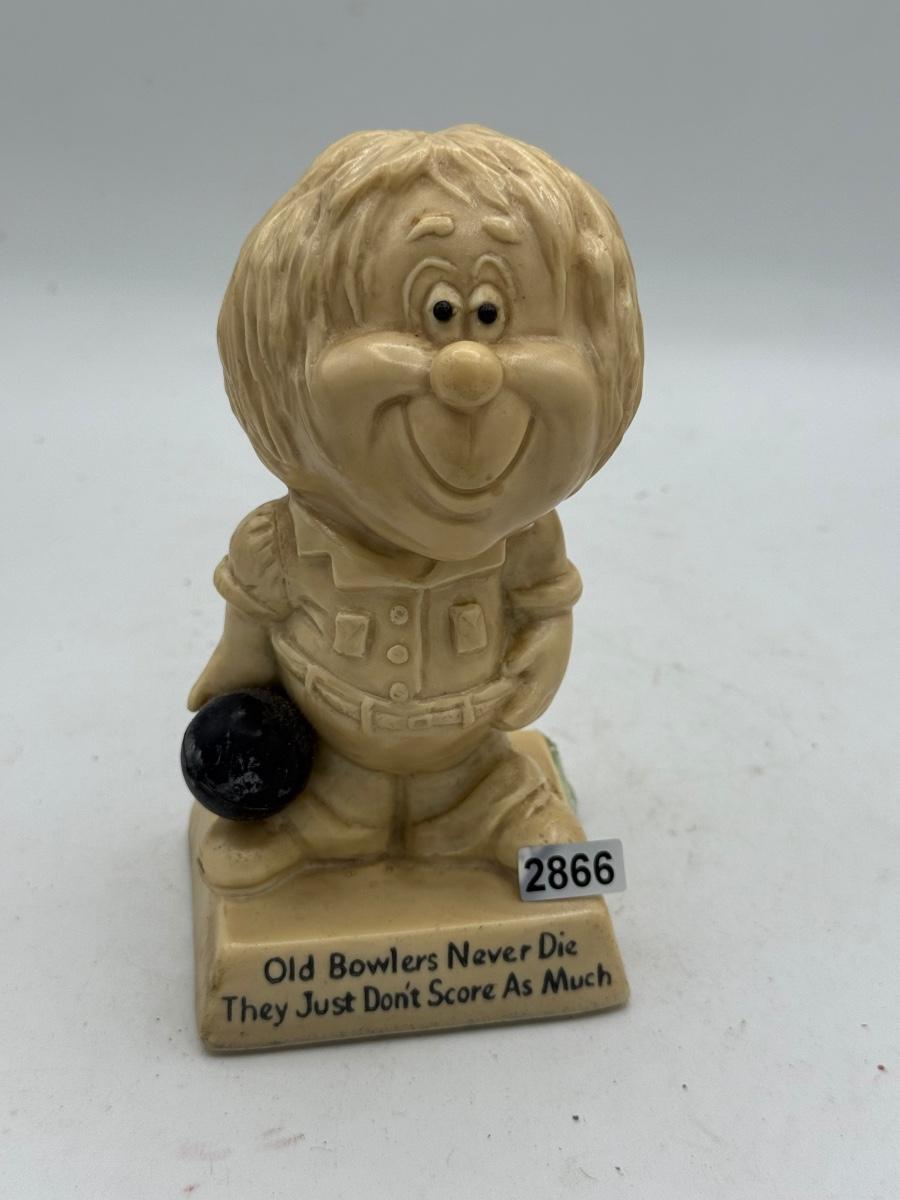 2866
Old Bowlers Never Die
They Just Don't Score As Much